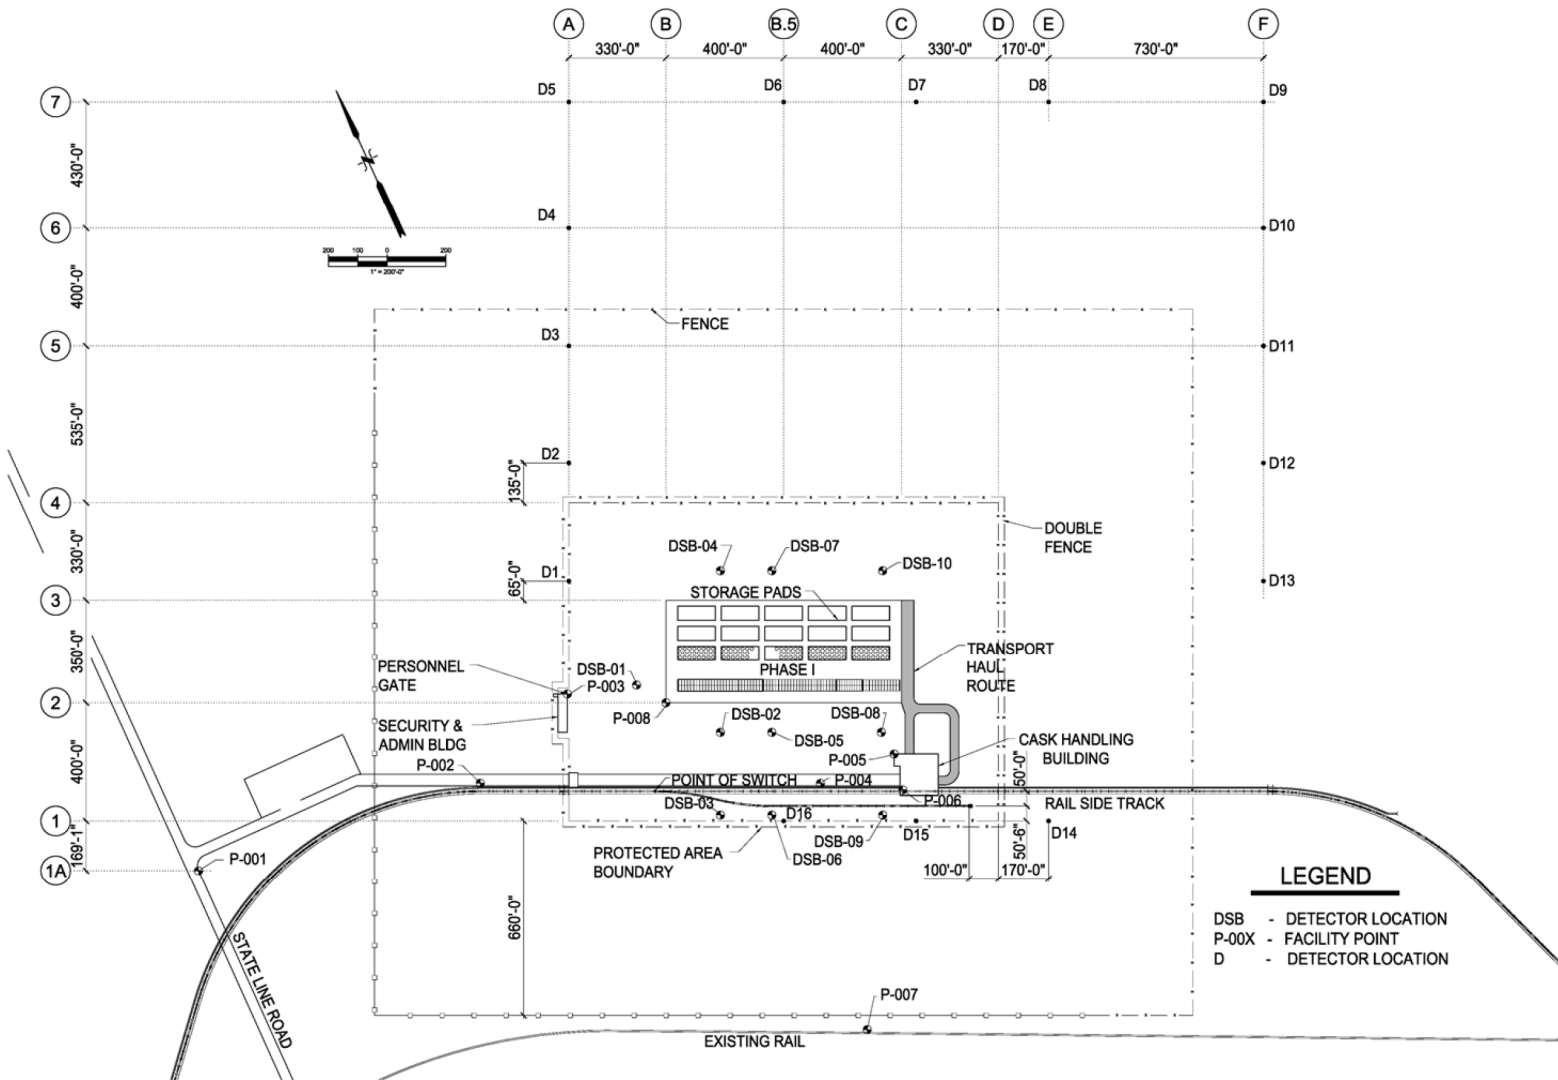 A B B.5 C D E F
330'-0" 400'-0" 400'-0" 330'-0" 170'-0" 730'-0"
D5 D6 D7 D8 D9
7
430'-0"
N
D4 D10
6
200 100 0 200
1" = 200'-0"
400'-0"
FENCE
D3 D11
5
535'-0"
D2 D12
135'-0"
4
DOUBLE
FENCE
330'-0"
DSB-04 DSB-07 DSB-10
D1 D13
65'-0"
STORAGE PADS
3
350'-0"
TRANSPORT
HAUL
ROUTE
PERSONNEL
GATE
DSB-01
PHASE I
P-003
2
P-008
DSB-02 DSB-08
SECURITY &
ADMIN BLDG
DSB-05
CASK HANDLING
BUILDING
400'-0"
P-002
P-005
POINT OF SWITCH
P-004
50'-0"
P-006
RAIL SIDE TRACK
DSB-03
D16
1
DSB-09
D15
D14
50'-6"
169'-1"
PROTECTED AREA
BOUNDARY
DSB-06
P-001
1A
100'-0" 170'-0"
LEGEND
660'-0"
DSB - DETECTOR LOCATION
P-00X - FACILITY POINT
D - DETECTOR LOCATION
STATE LINE ROAD
P-007
EXISTING RAIL